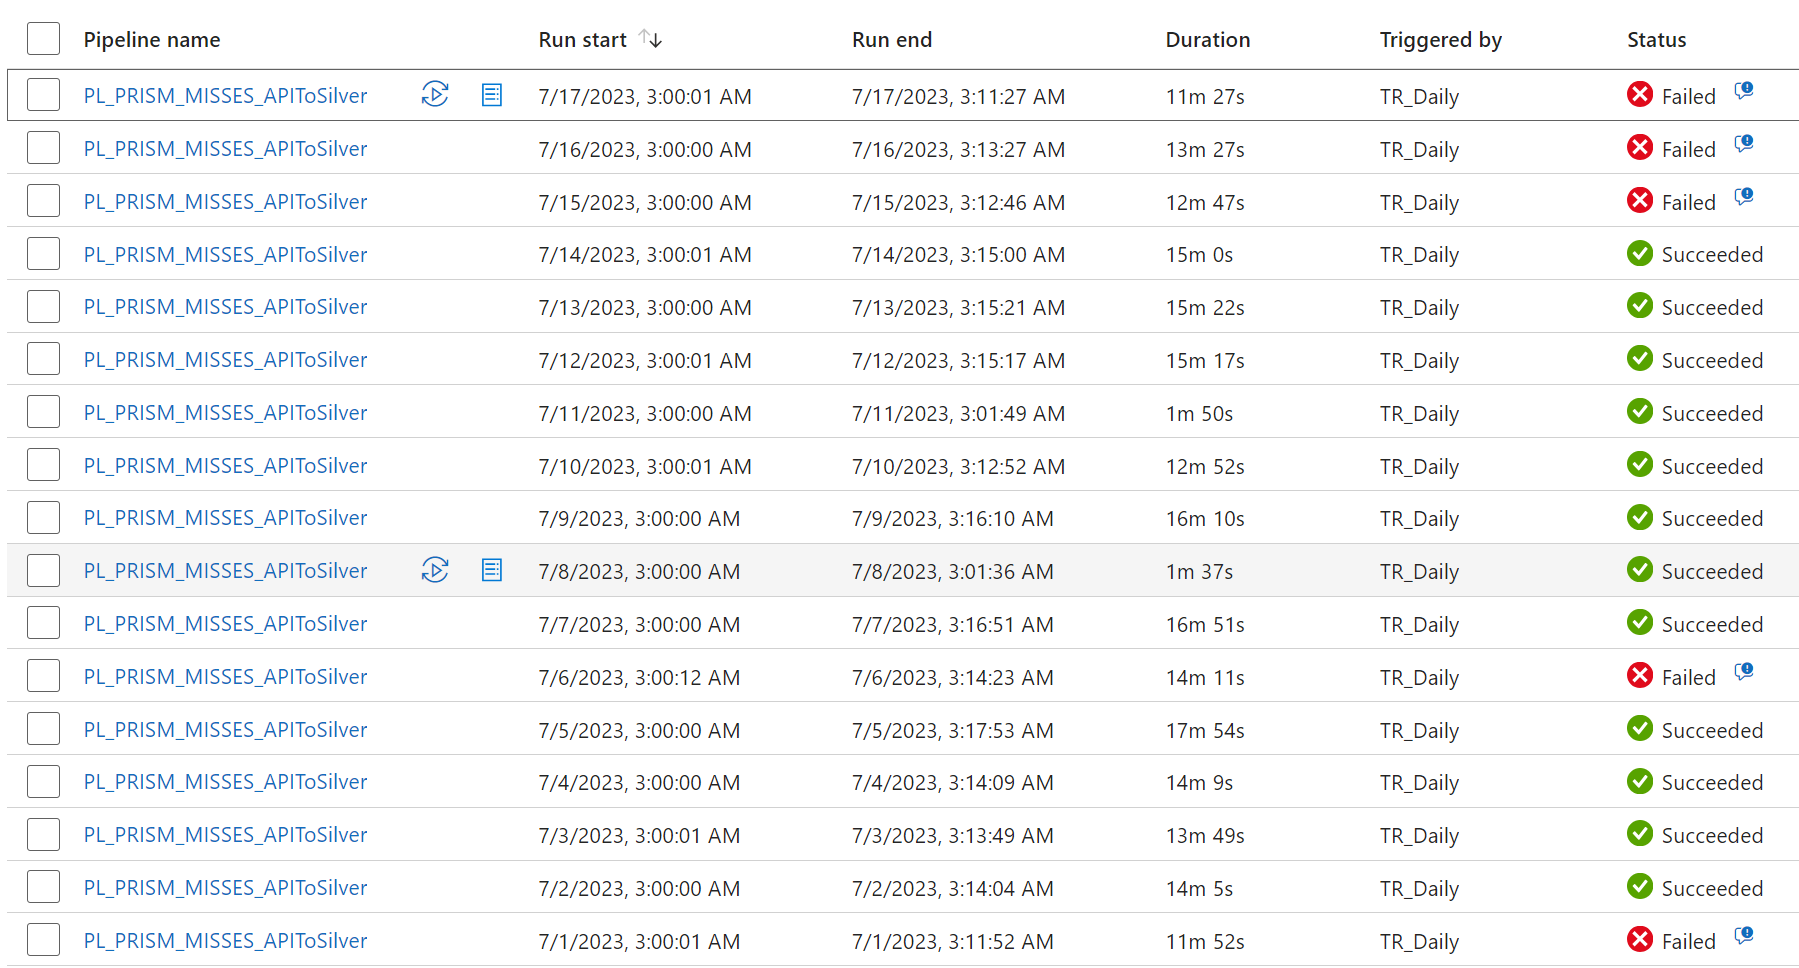 Pipeline name Run start Run end Duration Triggered by Status
PL_PRISM_MISSES_APIToSilver 7/17/2023, 3:00:01 AM 7/17/2023, 3:11:27 AM 11m 27s TR_Daily Failed
PL_PRISM_MISSES_APIToSilver 7/16/2023, 3:00:00 AM 7/16/2023, 3:13:27 AM 13m 27s TR_Daily Failed
PL_PRISM_MISSES_APIToSilver 7/15/2023, 3:00:00 AM 7/15/2023, 3:12:46 AM 12m 47s TR_Daily Failed
PL_PRISM_MISSES_APIToSilver 7/14/2023, 3:00:01 AM 7/14/2023, 3:15:00 AM 15m 0s TR_Daily Succeeded
PL_PRISM_MISSES_APIToSilver 7/13/2023, 3:00:00 AM 7/13/2023, 3:15:21 AM 15m 22s TR_Daily Succeeded
PL_PRISM_MISSES_APIToSilver 7/12/2023, 3:00:01 AM 7/12/2023, 3:15:17 AM 15m 17s TR_Daily Succeeded
PL_PRISM_MISSES_APIToSilver 7/11/2023, 3:00:00 AM 7/11/2023, 3:01:49 AM 1m 50s TR_Daily Succeeded
PL_PRISM_MISSES_APIToSilver 7/10/2023, 3:00:01 AM 7/10/2023, 3:12:52 AM 12m 52s TR_Daily Succeeded
PL_PRISM_MISSES_APIToSilver 7/9/2023, 3:00:00 AM 7/9/2023, 3:16:10 AM 16m 10s TR_Daily Succeeded
PL_PRISM_MISSES_APIToSilver 7/8/2023, 3:00:00 AM 7/8/2023, 3:01:36 AM 1m 37s TR_Daily Succeeded
PL_PRISM_MISSES_APIToSilver 7/7/2023, 3:00:00 AM 7/7/2023, 3:16:51 AM 16m 51s TR_Daily Succeeded
PL_PRISM_MISSES_APIToSilver 7/6/2023, 3:00:12 AM 7/6/2023, 3:14:23 AM 14m 11s TR_Daily Failed
PL_PRISM_MISSES_APIToSilver 7/5/2023, 3:00:00 AM 7/5/2023, 3:17:53 AM 17m 54s TR_Daily Succeeded
PL_PRISM_MISSES_APIToSilver 7/4/2023, 3:00:00 AM 7/4/2023, 3:14:09 AM 14m 9s TR_Daily Succeeded
PL_PRISM_MISSES_APIToSilver 7/3/2023, 3:00:01 AM 7/3/2023, 3:13:49 AM 13m 49s TR_Daily Succeeded
PL_PRISM_MISSES_APIToSilver 7/2/2023, 3:00:00 AM 7/2/2023, 3:14:04 AM 14m 5s TR_Daily Succeeded
PL_PRISM_MISSES_APIToSilver 7/1/2023, 3:00:01 AM 7/1/2023, 3:11:52 AM 11m 52s TR_Daily Failed